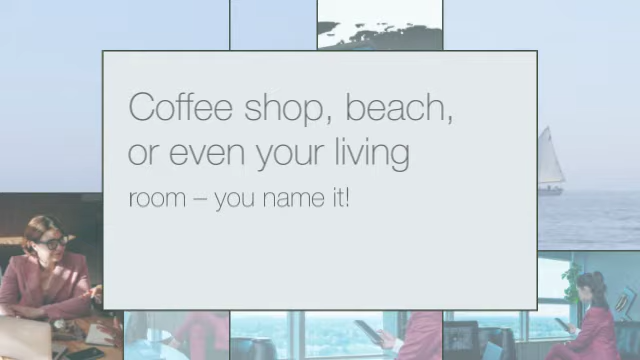 Coffee shop, beach,
or even your living
room – you name it!